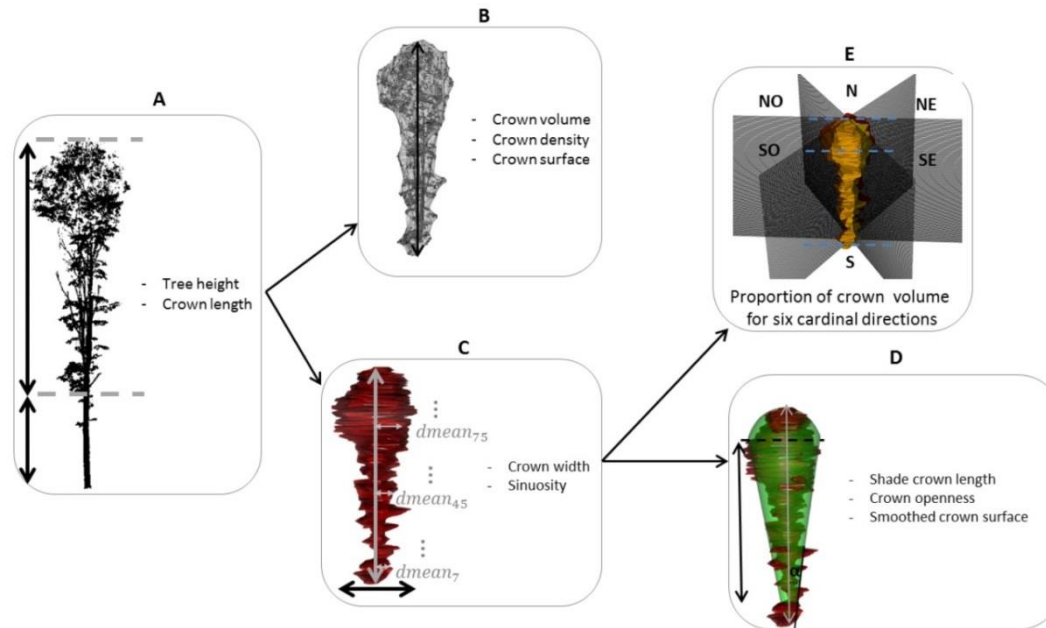 A
- Tree height
- Crown length
B
- Crown volume
- Crown density
- Crown surface
C
dmean75
dmean45
dmean7
- Crown width
- Sinuosity
E
N
NO
NE
SO
SE
S
Proportion of crown volume
for six cardinal directions
D
- Shade crown length
- Crown openness
- Smoothed crown surface
α